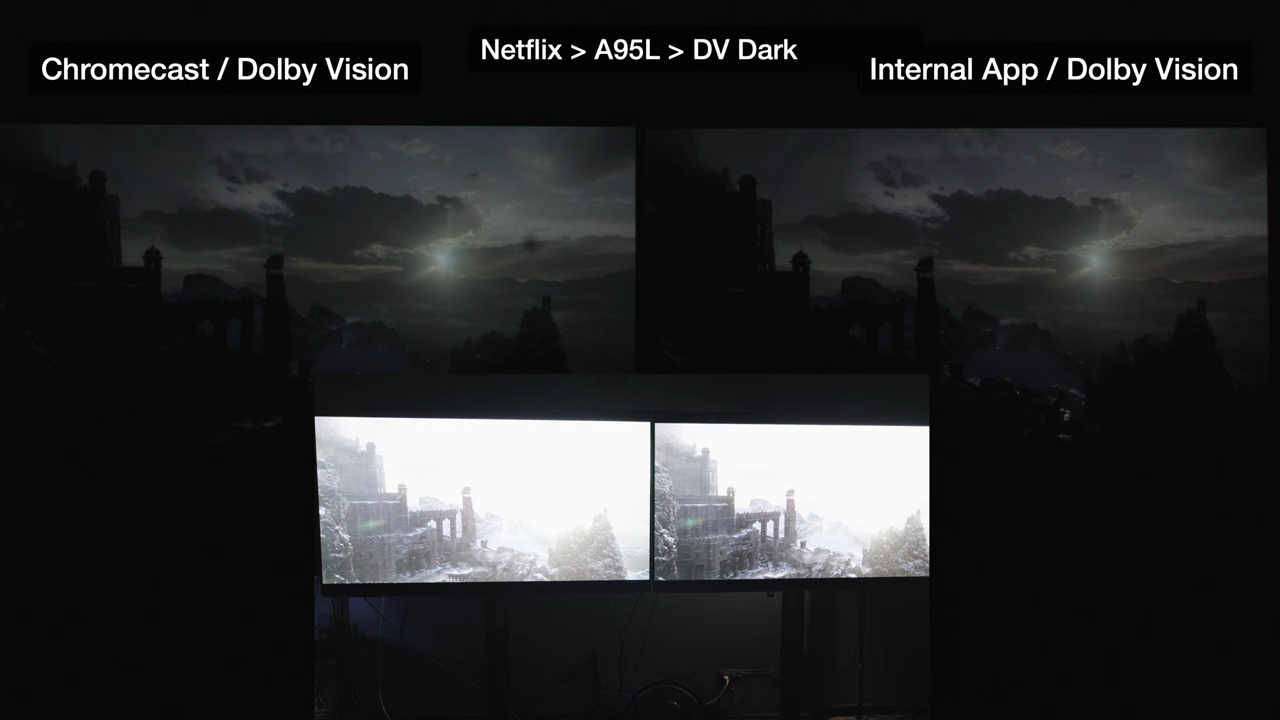 Netflix > A95L > DV Dark
Chromecast / Dolby Vision
Internal App / Dolby Vision